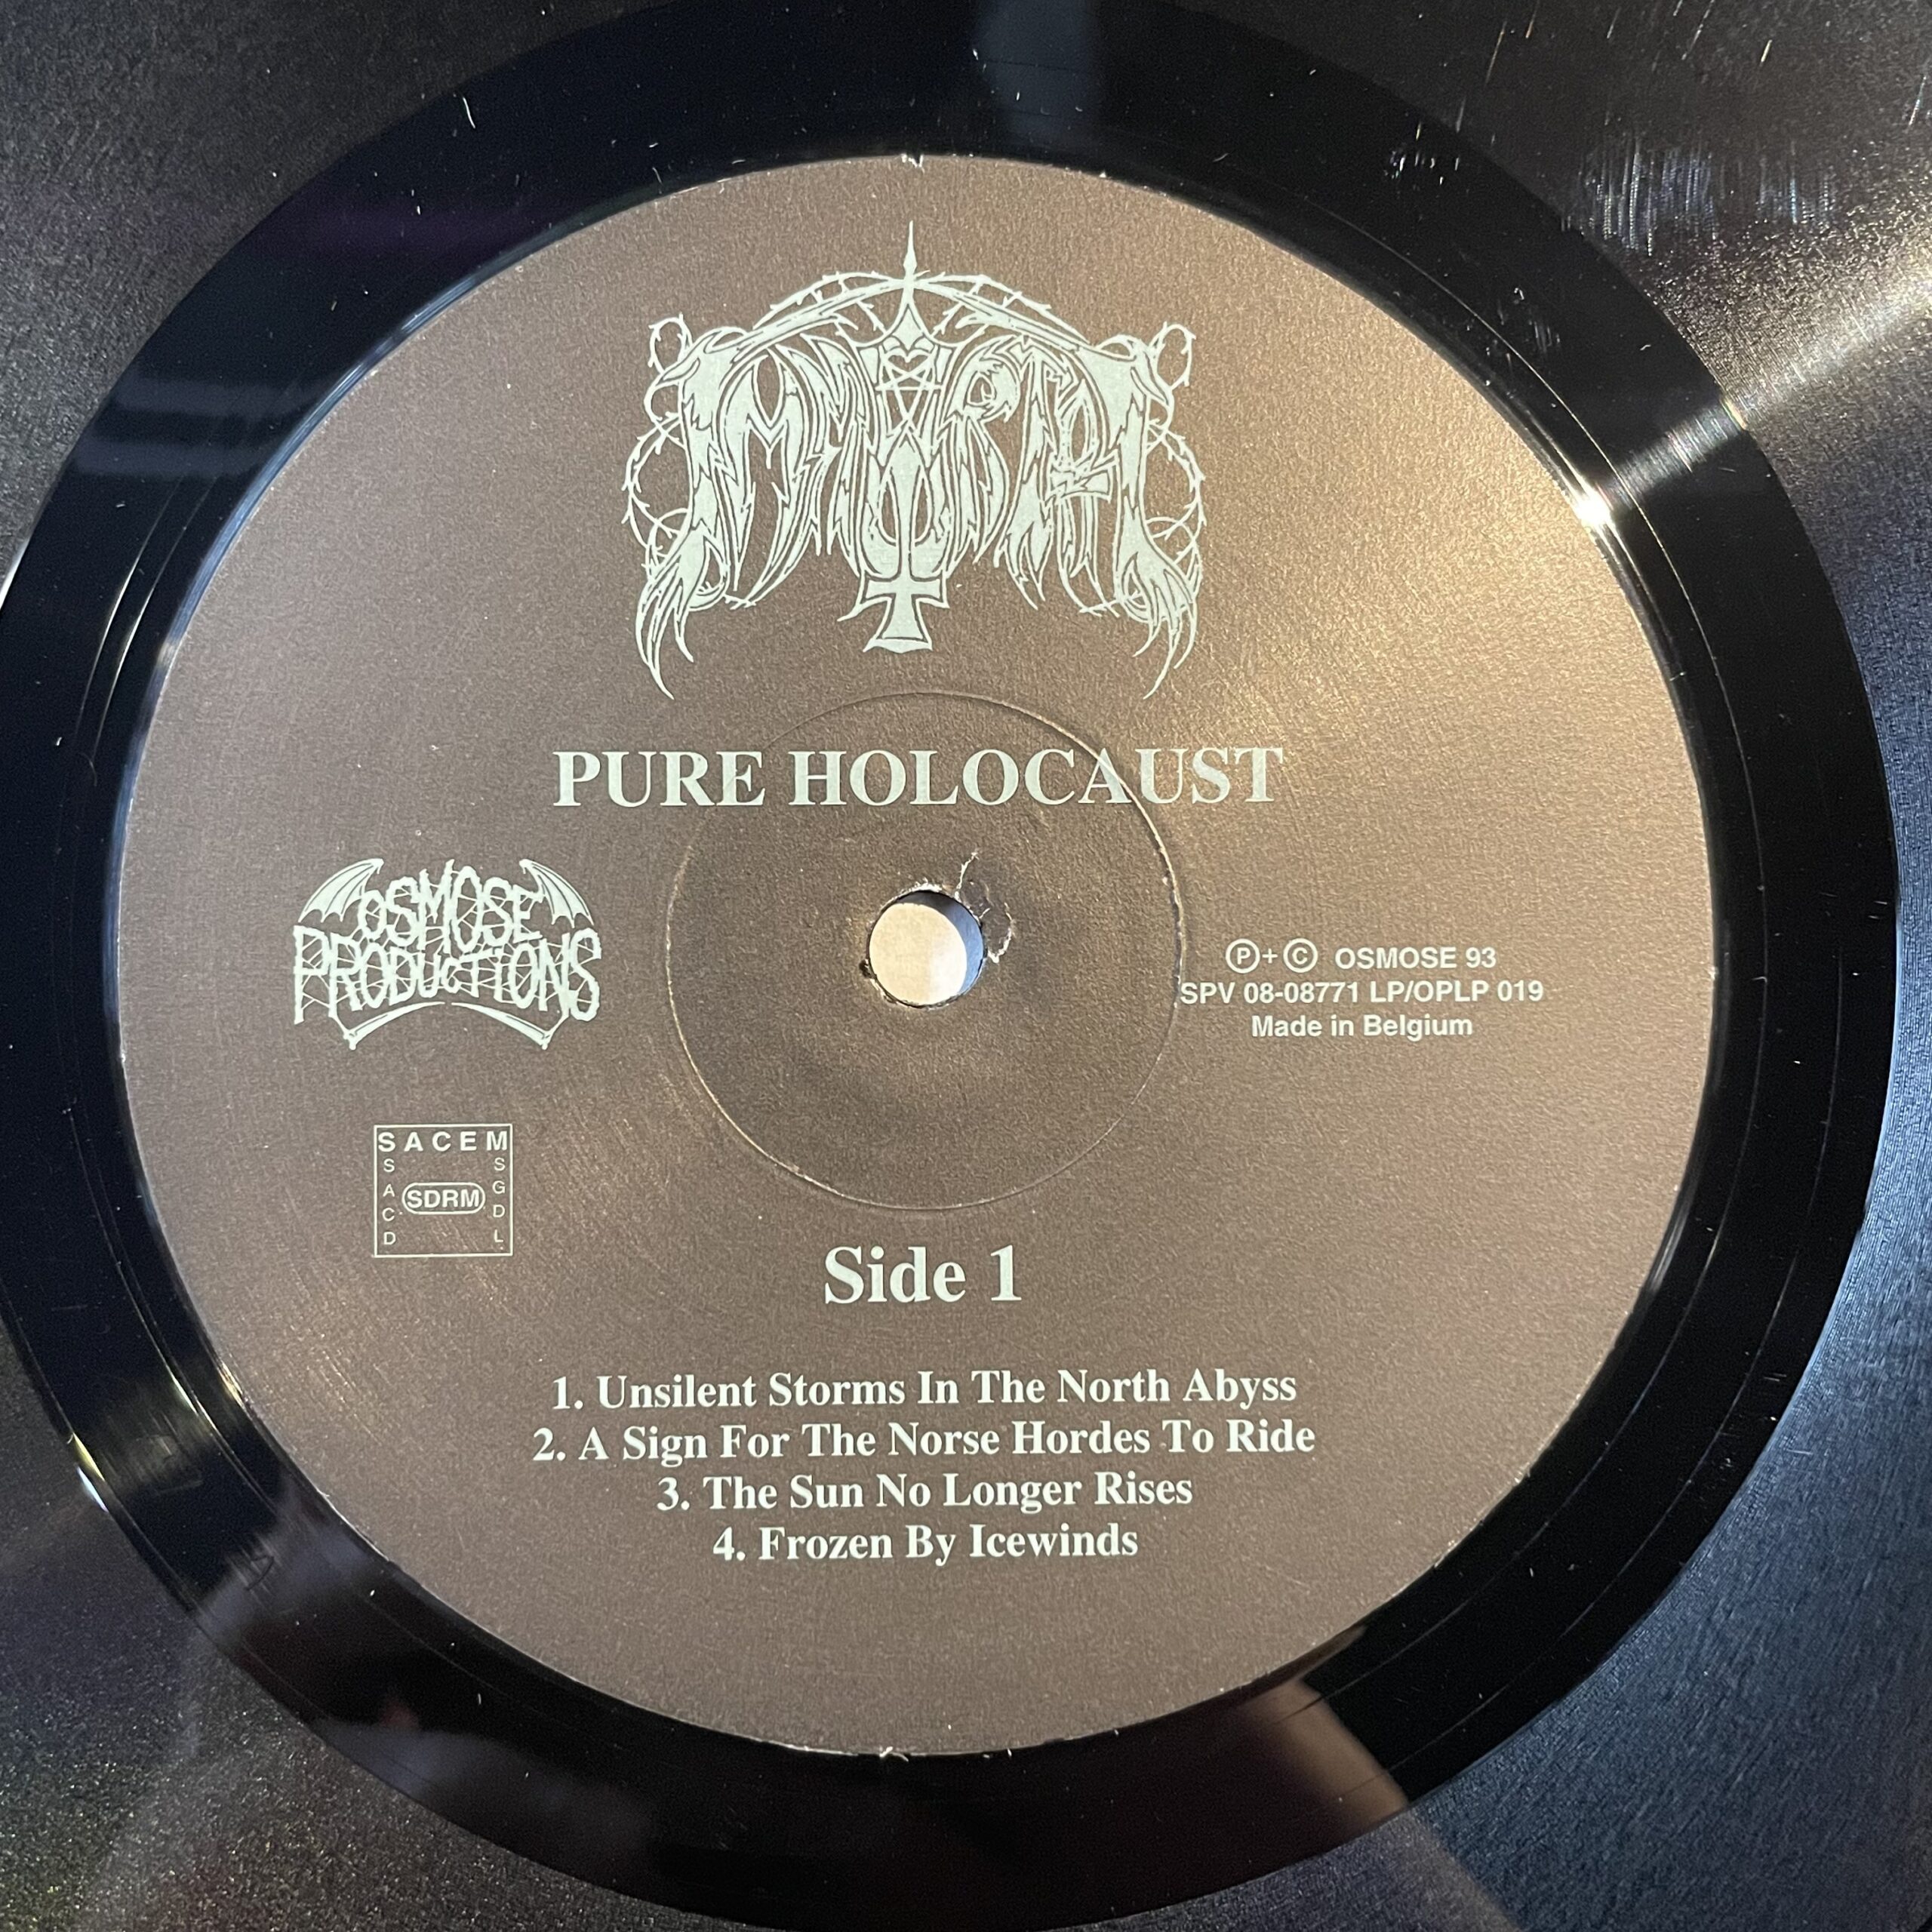 IMMORTAL
PURE HOLOCAUST
OSMOSE
PRODUCTIONS
Ⓟ+Ⓒ OSMOSE 93
SPV 08-08771 LP/OPLP 019
Made in Belgium
SACEM
SACD
SDRM
SGDL
Side 1
1. Unsilent Storms In The North Abyss
2. A Sign For The Norse Hordes To Ride
3. The Sun No Longer Rises
4. Frozen By Icewinds